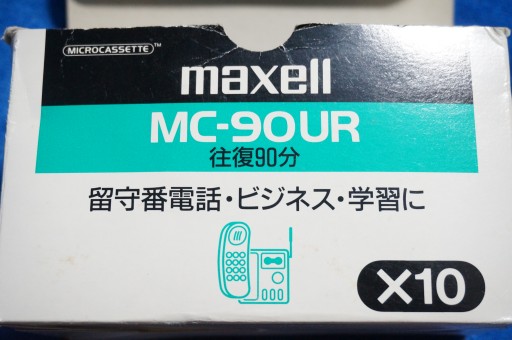 MICROCASSETTE™
maxell
MC-90UR
往復90分
留守番電話・ビジネス・学習に
X10